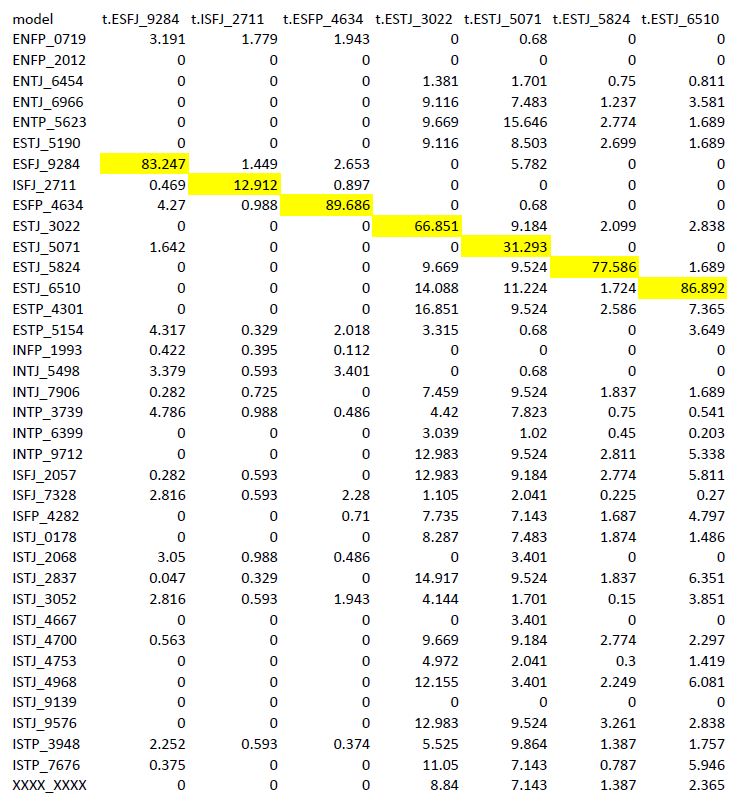 model t.ESFJ_9284 t.ISFJ_2711 t.ESFP_4634 t.ESTJ_3022 t.ESTJ_5071 t.ESTJ_5824 t.ESTJ_6510
ENFP_0719 3.191 1.779 1.943 0 0.68 0 0
ENFP_2012 0 0 0 0 0 0 0
ENTJ_6454 0 0 0 1.381 1.701 0.75 0.811
ENTJ_6966 0 0 0 9.116 7.483 1.237 3.581
ENTP_5623 0 0 0 9.669 15.646 2.774 1.689
ESTJ_5190 0 0 0 9.116 8.503 2.699 1.689
ESFJ_9284 83.247 1.449 2.653 0 5.782 0 0
ISFJ_2711 0.469 12.912 0.897 0 0 0 0
ESFP_4634 4.27 0.988 89.686 0 0.68 0 0
ESTJ_3022 0 0 0 66.851 9.184 2.099 2.838
ESTJ_5071 1.642 0 0 0 31.293 0 0
ESTJ_5824 0 0 0 9.669 9.524 77.586 1.689
ESTJ_6510 0 0 0 14.088 11.224 1.724 86.892
ESTP_4301 0 0 0 16.851 9.524 2.586 7.365
ESTP_5154 4.317 0.329 2.018 3.315 0.68 0 3.649
INFP_1993 0.422 0.395 0.112 0 0 0 0
INTJ_5498 3.379 0.593 3.401 0 0.68 0 0
INTJ_7906 0.282 0.725 0 7.459 9.524 1.837 1.689
INTP_3739 4.786 0.988 0.486 4.42 7.823 0.75 0.541
INTP_6399 0 0 0 3.039 1.02 0.45 0.203
INTP_9712 0 0 0 12.983 9.524 2.811 5.338
ISFJ_2057 0.282 0.593 0 12.983 9.184 2.774 5.811
ISFJ_7328 2.816 0.593 2.28 1.105 2.041 0.225 0.27
ISFP_4282 0 0 0.71 7.735 7.143 1.687 4.797
ISTJ_0178 0 0 0 8.287 7.483 1.874 1.486
ISTJ_2068 3.05 0.988 0.486 0 3.401 0 0
ISTJ_2837 0.047 0.329 0 14.917 9.524 1.837 6.351
ISTJ_3052 2.816 0.593 1.943 4.144 1.701 0.15 3.851
ISTJ_4667 0 0 0 0 3.401 0 0
ISTJ_4700 0.563 0 0 9.669 9.184 2.774 2.297
ISTJ_4753 0 0 0 4.972 2.041 0.3 1.419
ISTJ_4968 0 0 0 12.155 3.401 2.249 6.081
ISTJ_9139 0 0 0 0 0 0 0
ISTJ_9576 0 0 0 12.983 9.524 3.261 2.838
ISTP_3948 2.252 0.593 0.374 5.525 9.864 1.387 1.757
ISTP_7676 0.375 0 0 11.05 7.143 0.787 5.946
XXXX_XXXX 0 0 0 8.84 7.143 1.387 2.365